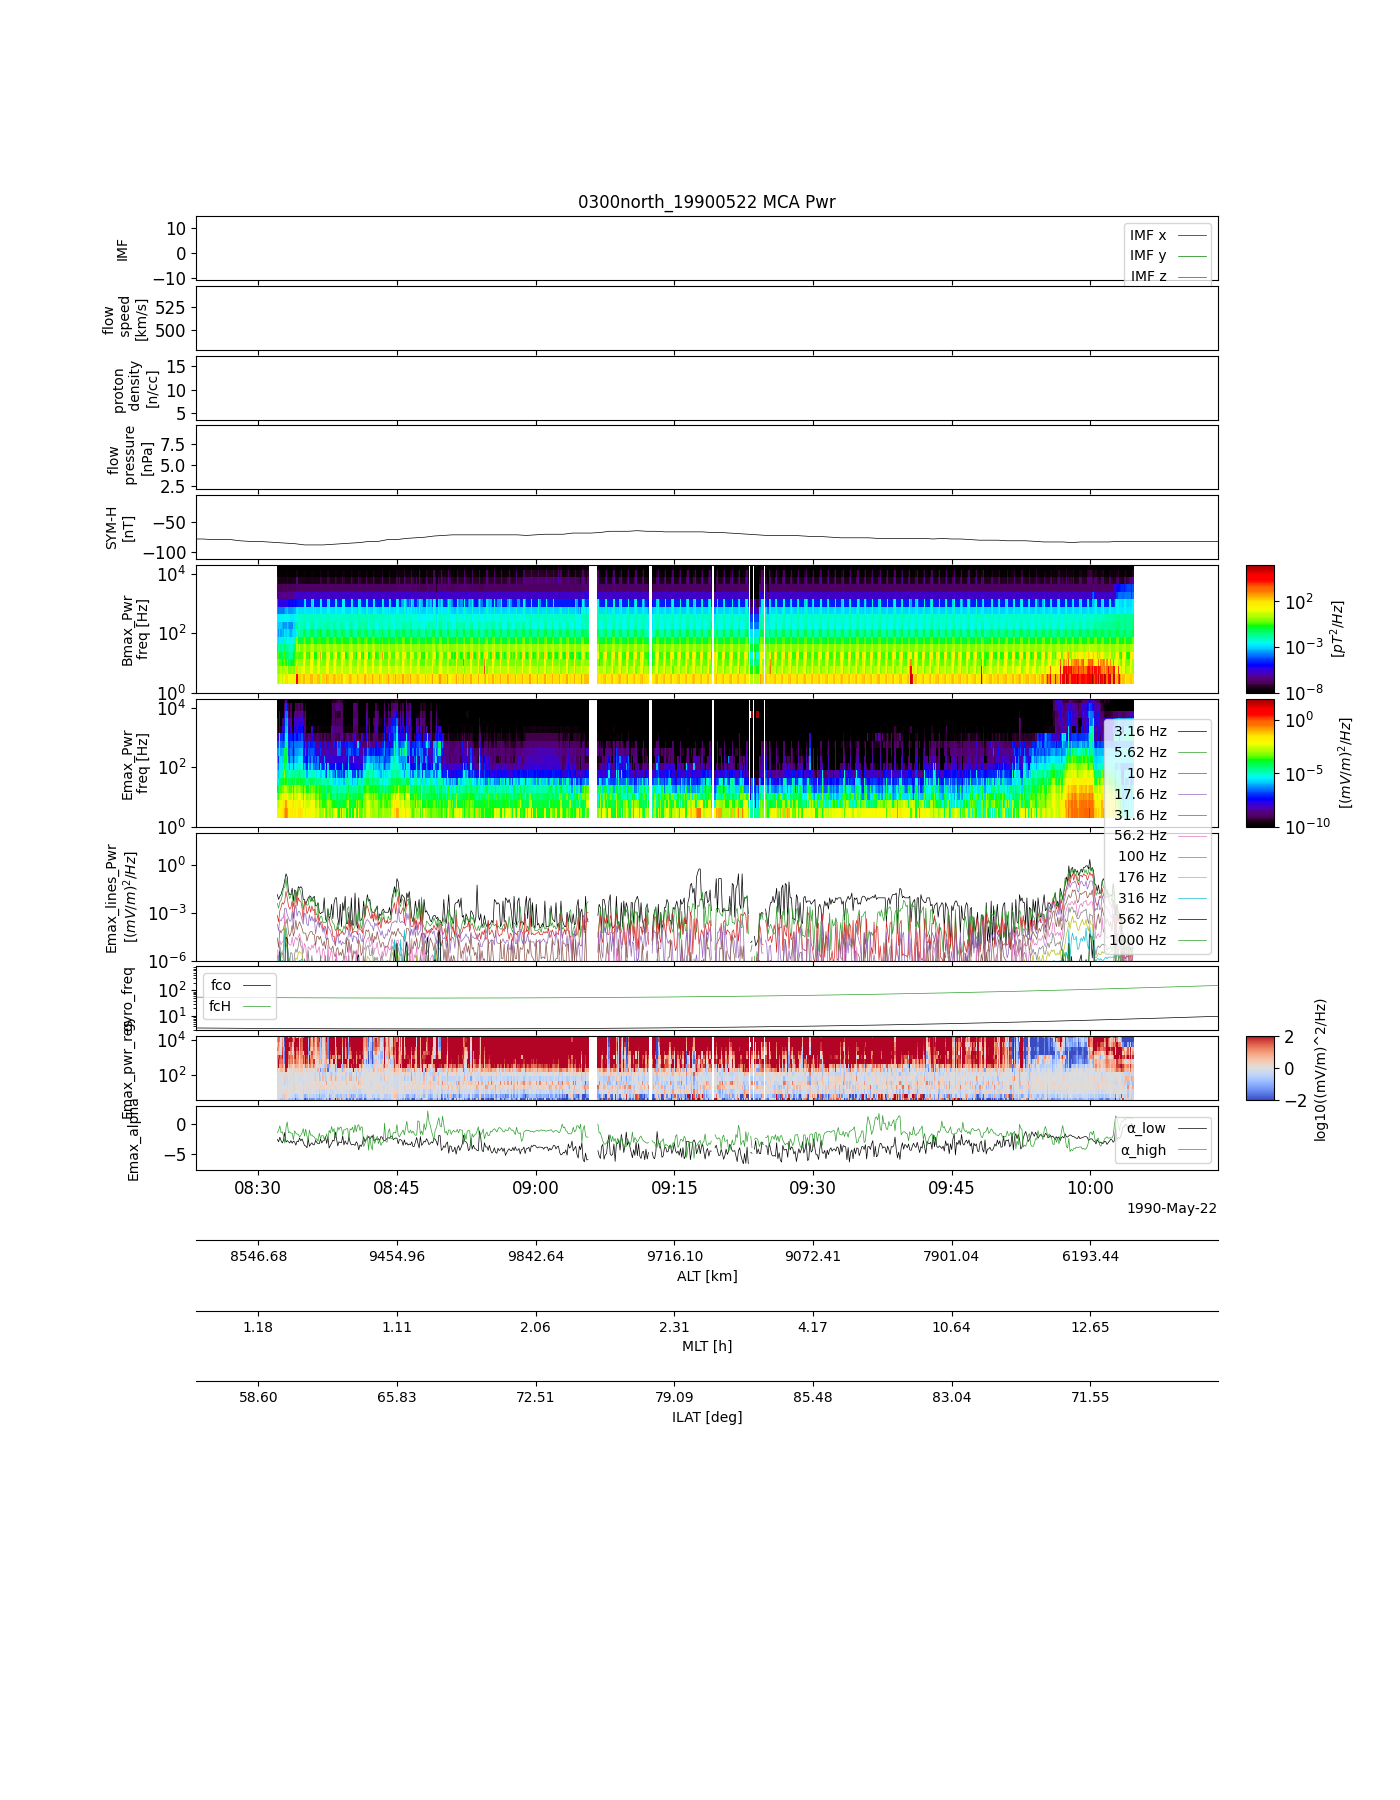 0300north_19900522 MCA Pwr
IMF
10
0
−10
IMF x
IMF y
IMF z
flow
speed
[km/s]
525
500
proton
density
[n/cc]
15
10
5
flow
pressure
[nPa]
7.5
5.0
2.5
SYM-H
[nT]
−50
−100
Bmax_Pwr
freq [Hz]
10^4
10^2
10^0
10^2
10^−3
10^−8
[pT^2/Hz]
Emax_Pwr
freq [Hz]
10^4
10^2
10^0
10^0
10^−5
10^−10
[(mV/m)^2/Hz]
3.16 Hz
5.62 Hz
10 Hz
17.6 Hz
31.6 Hz
56.2 Hz
100 Hz
176 Hz
316 Hz
562 Hz
1000 Hz
Emax_lines_Pwr
[(mV/m)^2/Hz]
10^0
10^−3
10^−6
gyro_freq
10^2
10^1
fco
fcH
Emax_pwr_rej
10^4
10^2
2
0
−2
log10((mV/m)^2/Hz)
Emax_alpha
0
−5
α_low
α_high
08:30 08:45 09:00 09:15 09:30 09:45 10:00
1990-May-22
8546.68 9454.96 9842.64 9716.10 9072.41 7901.04 6193.44
ALT [km]
1.18 1.11 2.06 2.31 4.17 10.64 12.65
MLT [h]
58.60 65.83 72.51 79.09 85.48 83.04 71.55
ILAT [deg]